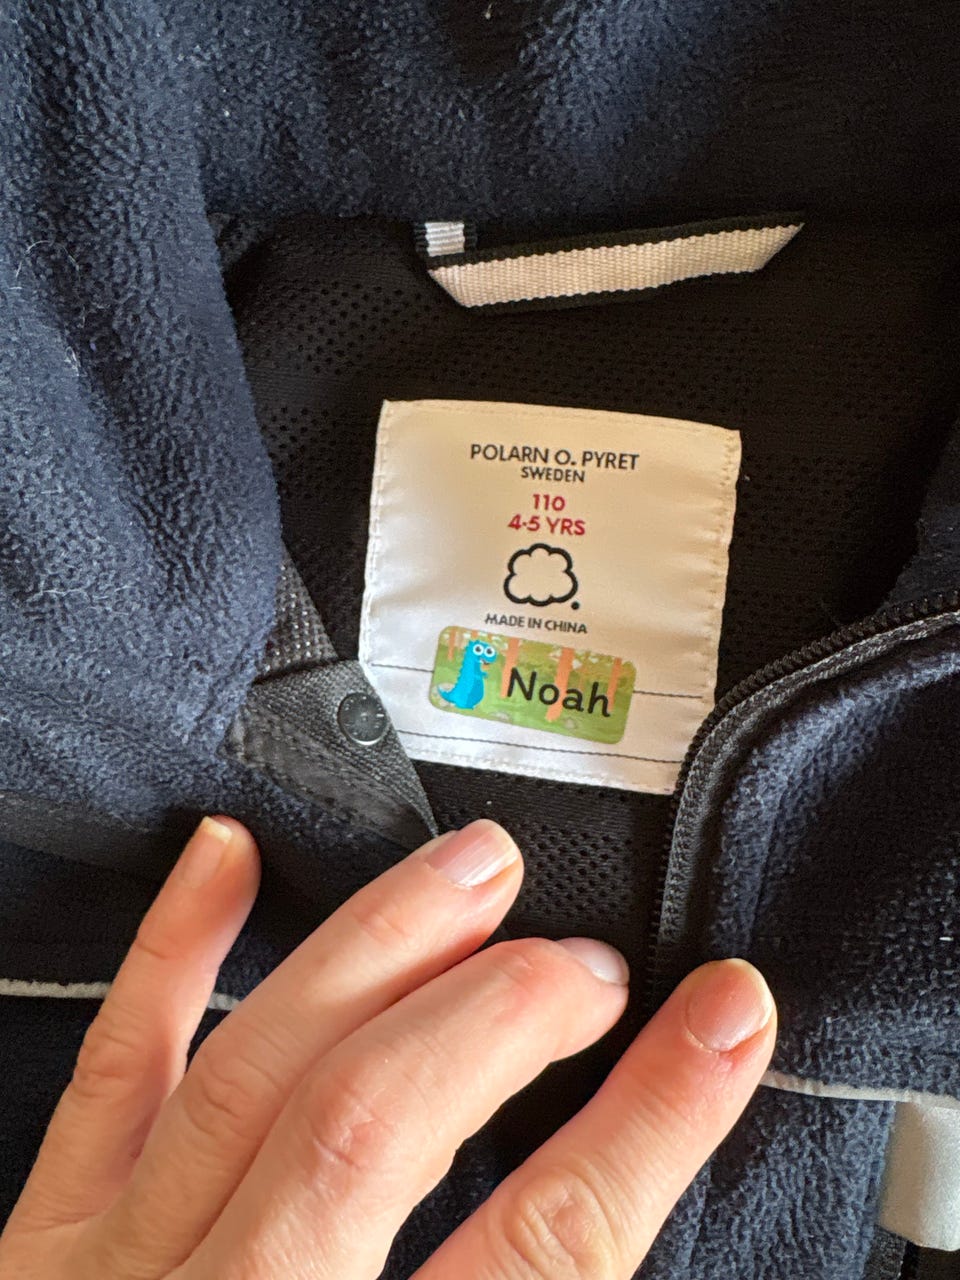 POLARN O. PYRET
SWEDEN
110
4-5 YRS
MADE IN CHINA
Noah